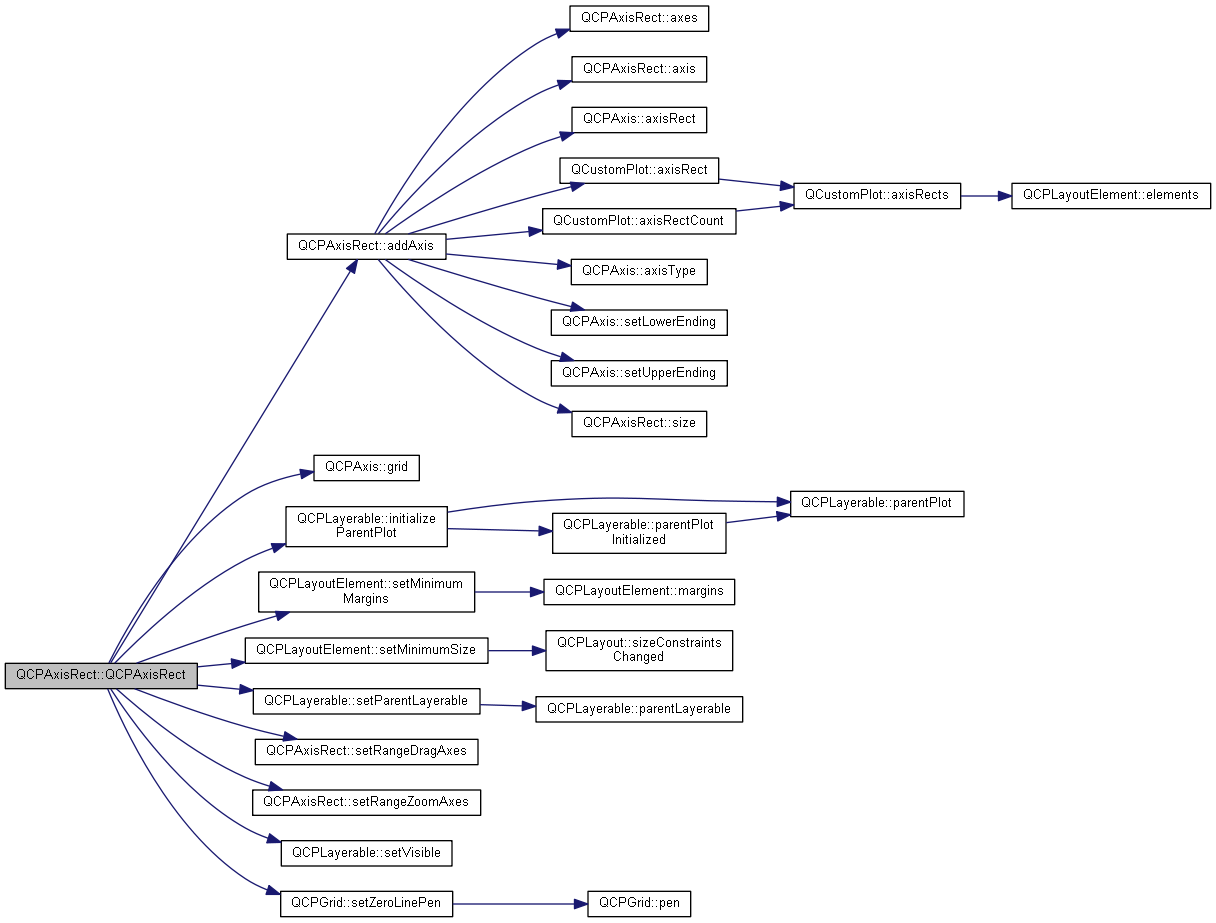 QCPAxisRect::axes
QCPAxisRect::axis
QCPAxis::axisRect
QCustomPlot::axisRect
QCustomPlot::axisRects
QCPLayoutElement::elements
QCustomPlot::axisRectCount
QCPAxisRect::addAxis
QCPAxis::axisType
QCPAxis::setLowerEnding
QCPAxis::setUpperEnding
QCPAxisRect::size
QCPAxis::grid
QCPLayerable::initialize
ParentPlot
QCPLayerable::parentPlot
QCPLayerable::parentPlot
Initialized
QCPLayoutElement::setMinimum
Margins
QCPLayoutElement::margins
QCPLayoutElement::setMinimumSize
QCPLayout::sizeConstraints
Changed
QCPAxisRect::QCPAxisRect
QCPLayerable::setParentLayerable
QCPLayerable::parentLayerable
QCPAxisRect::setRangeDragAxes
QCPAxisRect::setRangeZoomAxes
QCPLayerable::setVisible
QCPGrid::setZeroLinePen
QCPGrid::pen